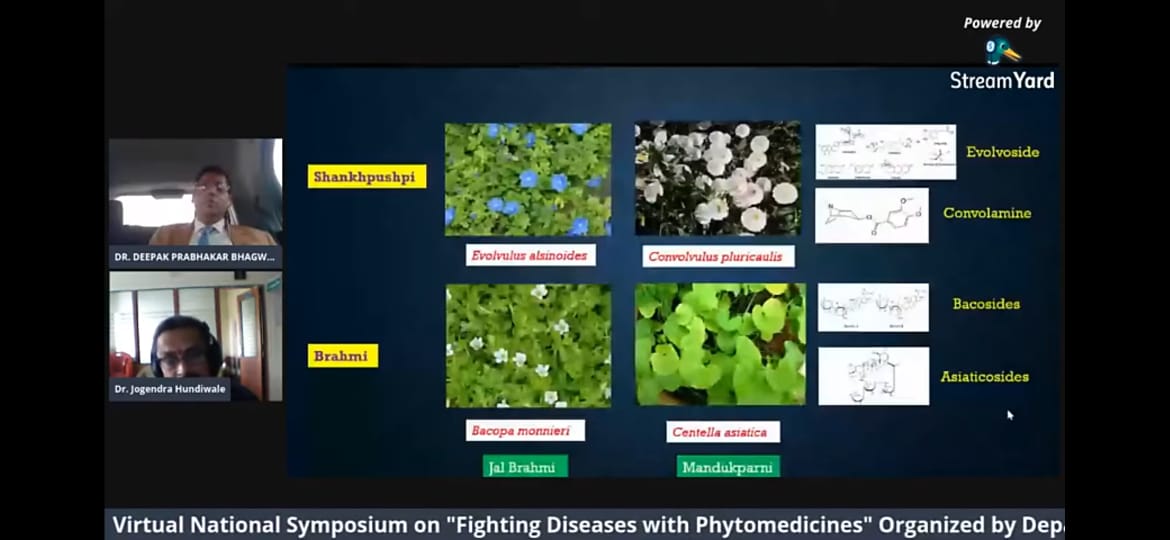 Powered by
StreamYard
Shankhpushpi
Evolvulus alsinoides
Convolvulus pluricaulis
Evolvoside
Convolamine
DR. DEEPAK PRABHAKAR BHAGW...
Dr. Jogendra Hundiwale
Brahmi
Bacopa monnieri
Centella asiatica
Bacosides
Asiaticosides
Jal Brahmi
Mandukparni
Virtual National Symposium on "Fighting Diseases with Phytomedicines" Organized by Dep